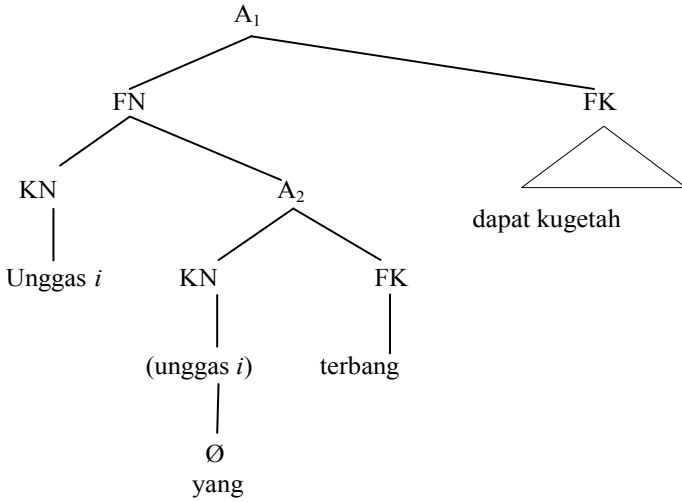 A₁
FN FK
KN A₂
dapat kugetah
Unggas i KN FK
(unggas i) terbang
Ø
yang